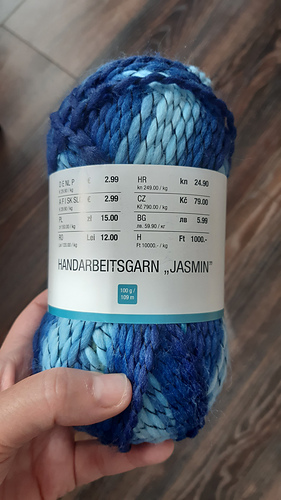 D E NL P € 2.99 HR kn 24.90
kn 249.00 / kg
A F I SK SL € 2.99 CZ Kč 79.00
Kč 790.00 / kg
PL zł 15.00 BG лв 5.99
лв. 59.90 / кг
RO Lei 12.00 H Ft 1000.-
Ft 10000.- / kg
HANDARBEITSGARN „JASMIN”
100 g /
109 m